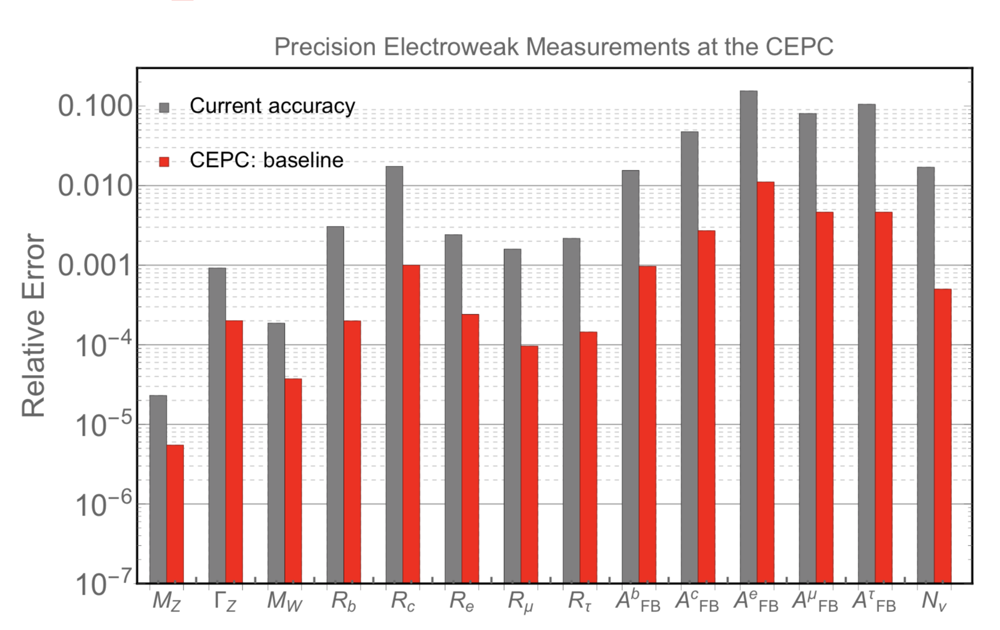 Precision Electroweak Measurements at the CEPC
Current accuracy
CEPC: baseline
Relative Error
0.100
0.010
0.001
10⁻⁴
10⁻⁵
10⁻⁶
10⁻⁷
M_Z Γ_Z M_W R_b R_c R_e R_μ R_τ A^b_FB A^c_FB A^e_FB A^μ_FB A^τ_FB N_ν